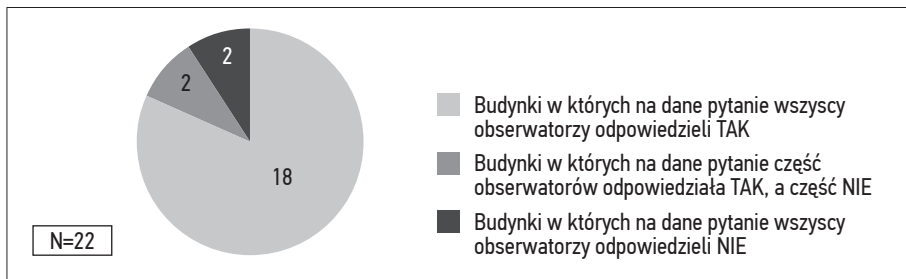 2
2
18
N=22
Budynki w których na dane pytanie wszyscy
obserwatorzy odpowiedzieli TAK
Budynki w których na dane pytanie część
obserwatorów odpowiedziała TAK, a część NIE
Budynki w których na dane pytanie wszyscy
obserwatorzy odpowiedzieli NIE